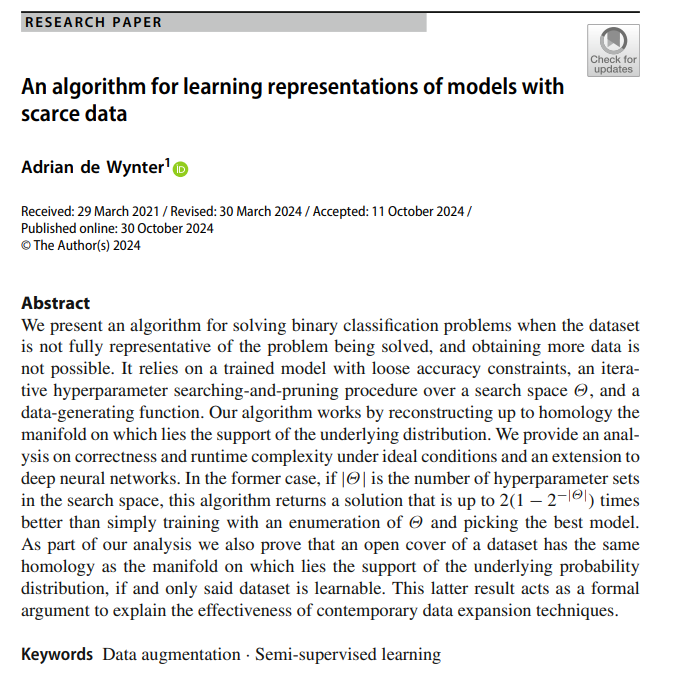 RESEARCH PAPER
Check for
updates
An algorithm for learning representations of models with
scarce data
Adrian de Wynter¹ iD
Received: 29 March 2021 / Revised: 30 March 2024 / Accepted: 11 October 2024 /
Published online: 30 October 2024
© The Author(s) 2024
Abstract
We present an algorithm for solving binary classification problems when the dataset
is not fully representative of the problem being solved, and obtaining more data is
not possible. It relies on a trained model with loose accuracy constraints, an itera-
tive hyperparameter searching-and-pruning procedure over a search space Θ, and a
data-generating function. Our algorithm works by reconstructing up to homology the
manifold on which lies the support of the underlying distribution. We provide an anal-
ysis on correctness and runtime complexity under ideal conditions and an extension to
deep neural networks. In the former case, if |Θ| is the number of hyperparameter sets
in the search space, this algorithm returns a solution that is up to 2(1 − 2^{−|Θ|}) times
better than simply training with an enumeration of Θ and picking the best model.
As part of our analysis we also prove that an open cover of a dataset has the same
homology as the manifold on which lies the support of the underlying probability
distribution, if and only said dataset is learnable. This latter result acts as a formal
argument to explain the effectiveness of contemporary data expansion techniques.
Keywords Data augmentation · Semi-supervised learning